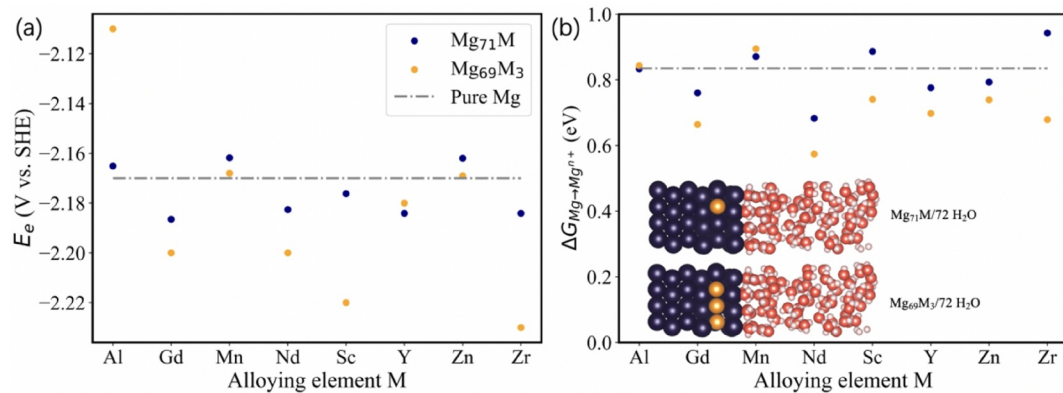 (a)
−2.12
−2.14
−2.16
−2.18
−2.20
−2.22
E_e (V vs. SHE)
Mg₇₁M
Mg₆₉M₃
Pure Mg
Al Gd Mn Nd Sc Y Zn Zr
Alloying element M
(b)
1.0
0.8
0.6
0.4
0.2
0.0
ΔG_{Mg→Mgⁿ⁺} (eV)
Mg₇₁M/72 H₂O
Mg₆₉M₃/72 H₂O
Al Gd Mn Nd Sc Y Zn Zr
Alloying element M